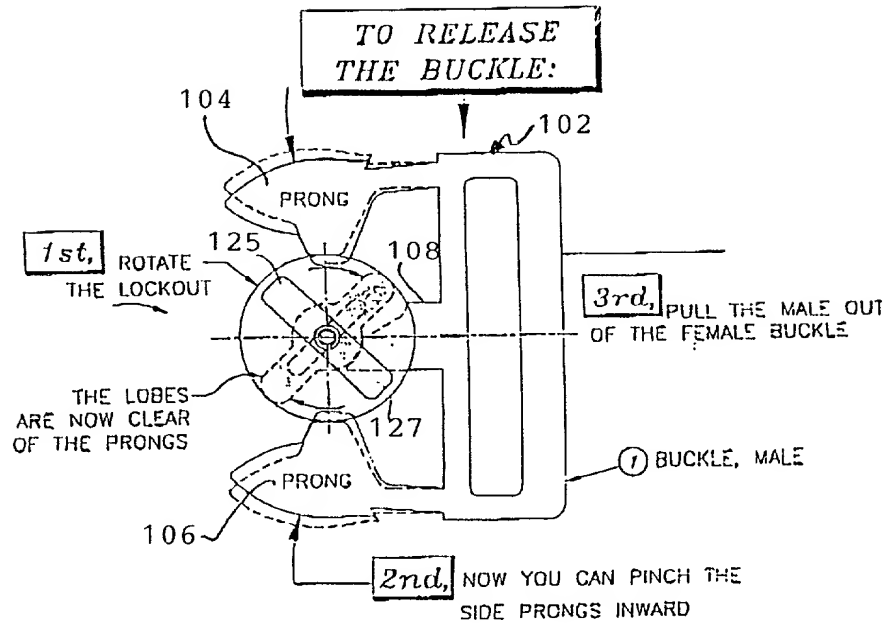 TO RELEASE
THE BUCKLE:
104
102
PRONG
1st, ROTATE
THE LOCKOUT
125
108
3rd, PULL THE MALE OUT
OF THE FEMALE BUCKLE
THE LOBES
ARE NOW CLEAR
OF THE PRONGS
127
1 BUCKLE, MALE
PRONG
106
2nd, NOW YOU CAN PINCH THE
SIDE PRONGS INWARD